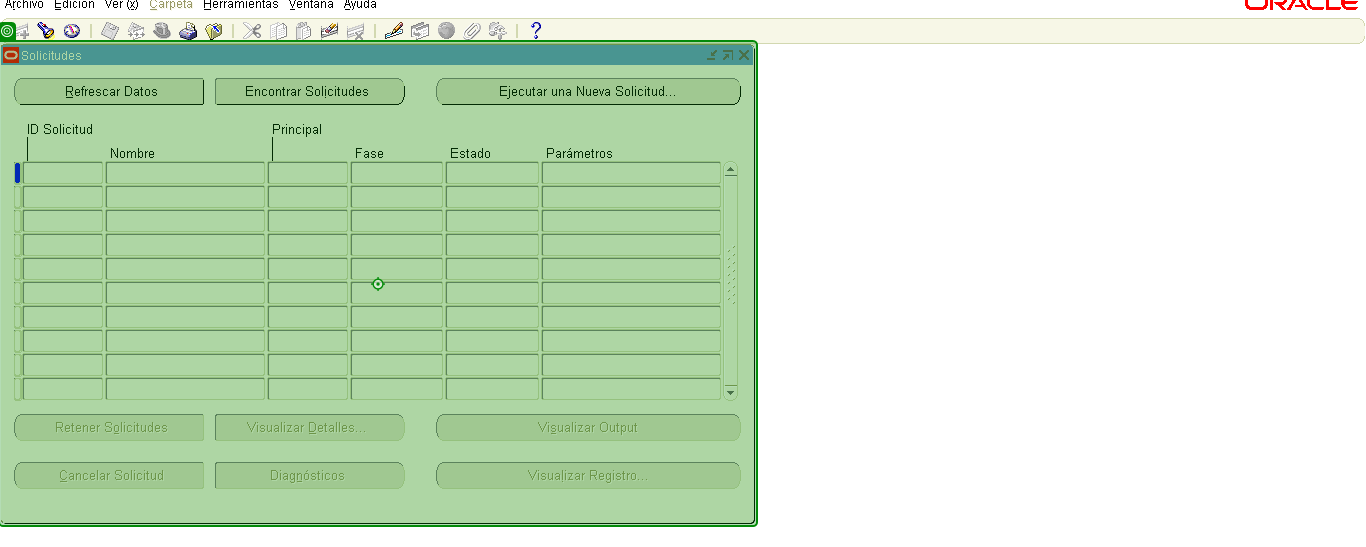 Archivo Edición Ver (x) Carpeta Herramientas Ventana Ayuda
ORACLE
Solicitudes
Refrescar Datos Encontrar Solicitudes Ejecutar una Nueva Solicitud...
ID Solicitud Principal
Nombre Fase Estado Parámetros
Retener Solicitudes Visualizar Detalles... Visualizar Output
Cancelar Solicitud Diagnósticos Visualizar Registro...